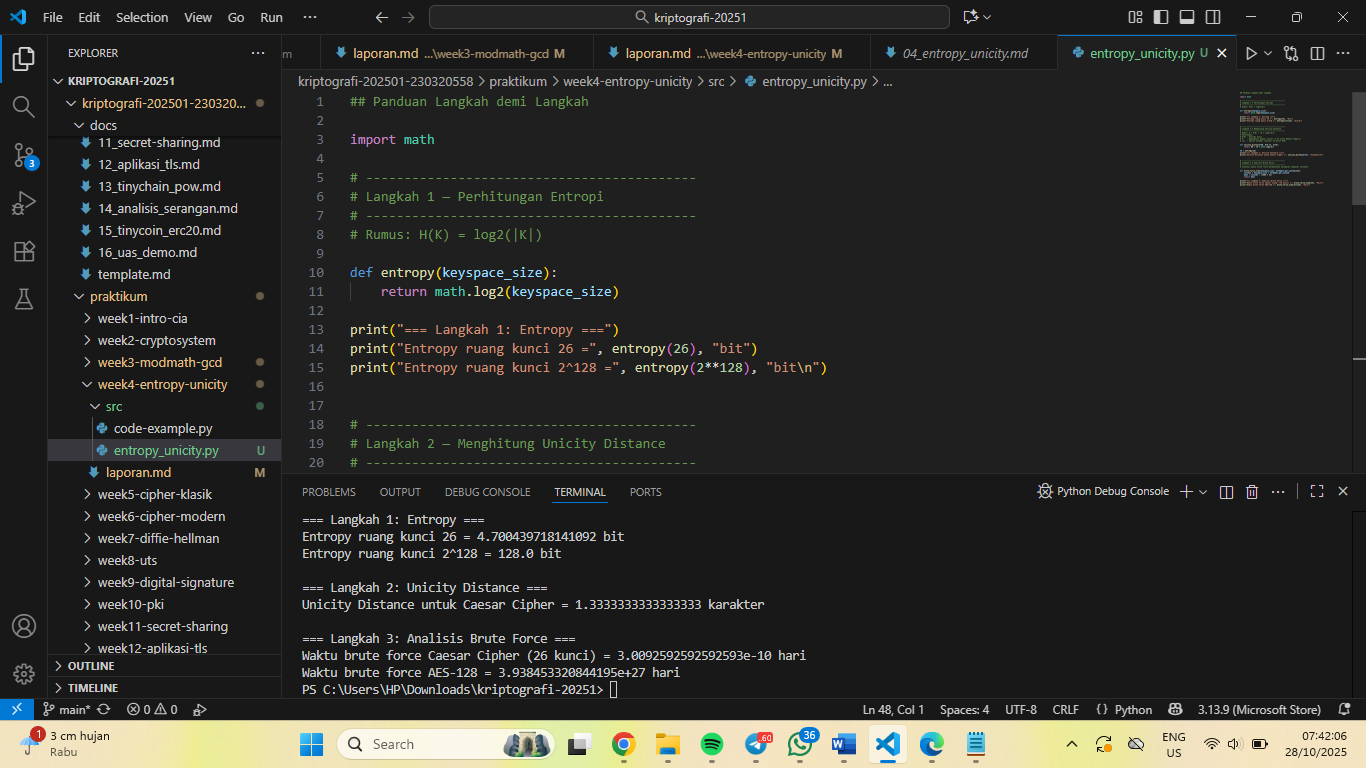 File Edit Selection View Go Run ···
kriptografi-20251
EXPLORER ···
m
laporan.md ...\week3-modmath-gcd M
laporan.md ...\week4-entropy-unicity M
04_entropy_unicity.md
entropy_unicity.py U
kriptografi-202501-230320558 > praktikum > week4-entropy-unicity > src > entropy_unicity.py > ...
KRIPTOGRAFI-20251
kriptografi-202501-230320...
docs
11_secret-sharing.md
12_aplikasi_tls.md
13_tinychain_pow.md
14_analisis_serangan.md
15_tinycoin_erc20.md
16_uas_demo.md
template.md
praktikum
week1-intro-cia
week2-cryptosystem
week3-modmath-gcd
week4-entropy-unicity
src
code-example.py
entropy_unicity.py U
laporan.md M
week5-cipher-klasik
week6-cipher-modern
week7-diffie-hellman
week8-uts
week9-digital-signature
week10-pki
week11-secret-sharing
week12-aplikasi-tls
OUTLINE
TIMELINE
3
1 ## Panduan Langkah demi Langkah
2
3 import math
4
5 # -------------------------------------------
6 # Langkah 1 — Perhitungan Entropi
7 # -------------------------------------------
8 # Rumus: H(K) = log2(|K|)
9
10 def entropy(keyspace_size):
11 return math.log2(keyspace_size)
12
13 print("=== Langkah 1: Entropy ===")
14 print("Entropy ruang kunci 26 =", entropy(26), "bit")
15 print("Entropy ruang kunci 2^128 =", entropy(2**128), "bit\n")
16
17
18 # -------------------------------------------
19 # Langkah 2 — Menghitung Unicity Distance
20 # -------------------------------------------
PROBLEMS OUTPUT DEBUG CONSOLE TERMINAL PORTS
Python Debug Console
=== Langkah 1: Entropy ===
Entropy ruang kunci 26 = 4.700439718141092 bit
Entropy ruang kunci 2^128 = 128.0 bit
=== Langkah 2: Unicity Distance ===
Unicity Distance untuk Caesar Cipher = 1.3333333333333333 karakter
=== Langkah 3: Analisis Brute Force ===
Waktu brute force Caesar Cipher (26 kunci) = 3.0092592592592593e-10 hari
Waktu brute force AES-128 = 3.938453320844195e+27 hari
PS C:\Users\HP\Downloads\kriptografi-20251>
main* 0 0
Ln 48, Col 1 Spaces: 4 UTF-8 CRLF {} Python 3.13.9 (Microsoft Store)
1
3 cm hujan
Rabu
Search
60
36
ENG
US
07:42:06
28/10/2025